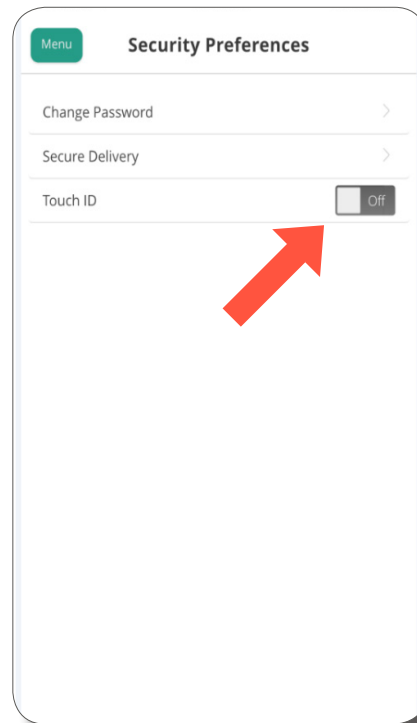 Menu Security Preferences
Change Password
Secure Delivery
Touch ID Off